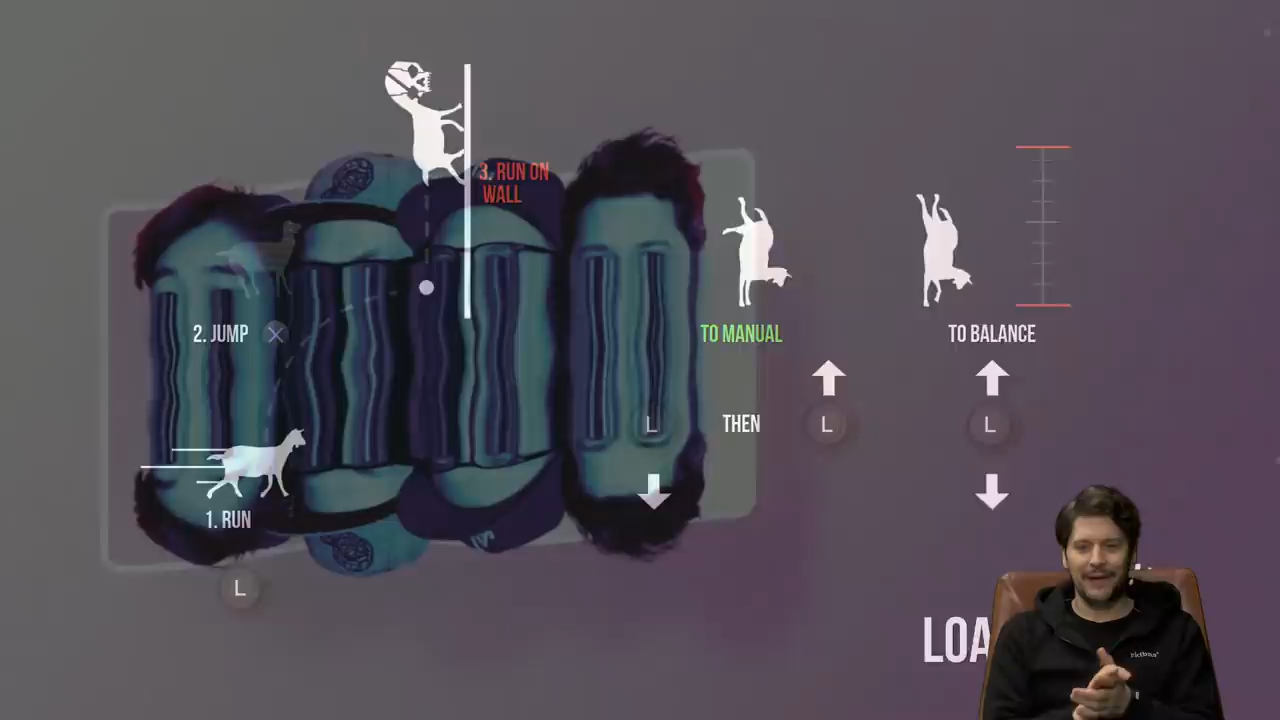 3. RUN ON
WALL
2. JUMP
TO MANUAL
TO BALANCE
L
THEN
L
L
1. RUN
L
LOA